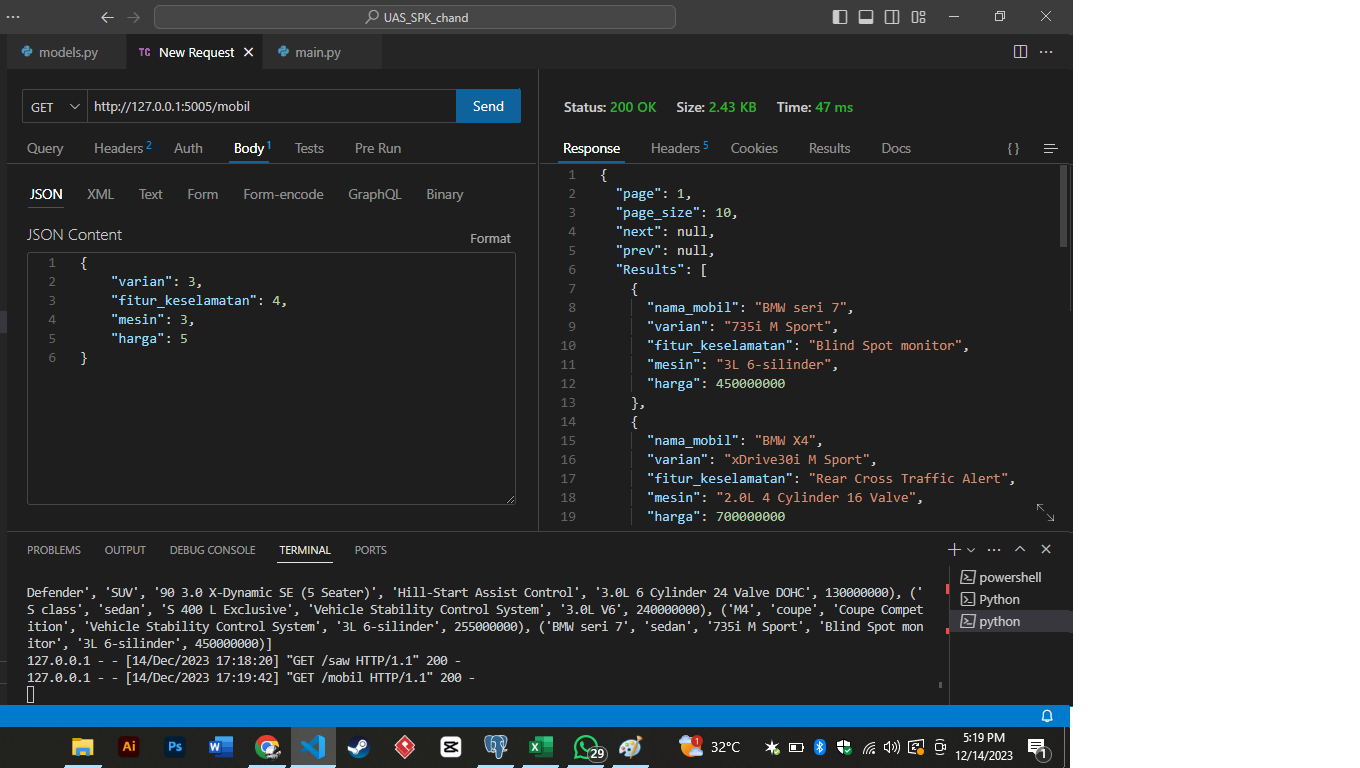 UAS_SPK_chand
models.py
TC New Request
main.py
GET
http://127.0.0.1:5005/mobil
Send
Status: 200 OK Size: 2.43 KB Time: 47 ms
Query Headers 2 Auth Body 1 Tests Pre Run
Response Headers 5 Cookies Results Docs
{ }
JSON XML Text Form Form-encode GraphQL Binary
JSON Content
Format
1 {
2 "varian": 3,
3 "fitur_keselamatan": 4,
4 "mesin": 3,
5 "harga": 5
6 }
1 {
2 "page": 1,
3 "page_size": 10,
4 "next": null,
5 "prev": null,
6 "Results": [
7 {
8 "nama_mobil": "BMW seri 7",
9 "varian": "735i M Sport",
10 "fitur_keselamatan": "Blind Spot monitor",
11 "mesin": "3L 6-silinder",
12 "harga": 450000000
13 },
14 {
15 "nama_mobil": "BMW X4",
16 "varian": "xDrive30i M Sport",
17 "fitur_keselamatan": "Rear Cross Traffic Alert",
18 "mesin": "2.0L 4 Cylinder 16 Valve",
19 "harga": 700000000
PROBLEMS OUTPUT DEBUG CONSOLE TERMINAL PORTS
Defender', 'SUV', '90 3.0 X-Dynamic SE (5 Seater)', 'Hill-Start Assist Control', '3.0L 6 Cylinder 24 Valve DOHC', 130000000), ('
S class', 'sedan', 'S 400 L Exclusive', 'Vehicle Stability Control System', '3.0L V6', 240000000), ('M4', 'coupe', 'Coupe Compet
ition', 'Vehicle Stability Control System', '3L 6-silinder', 255000000), ('BMW seri 7', 'sedan', '735i M Sport', 'Blind Spot mon
itor', '3L 6-silinder', 450000000)]
127.0.0.1 - - [14/Dec/2023 17:18:20] "GET /saw HTTP/1.1" 200 -
127.0.0.1 - - [14/Dec/2023 17:19:42] "GET /mobil HTTP/1.1" 200 -
powershell
Python
python
Ai
Ps
W
X
29
1
32°C
5:19 PM
12/14/2023
1